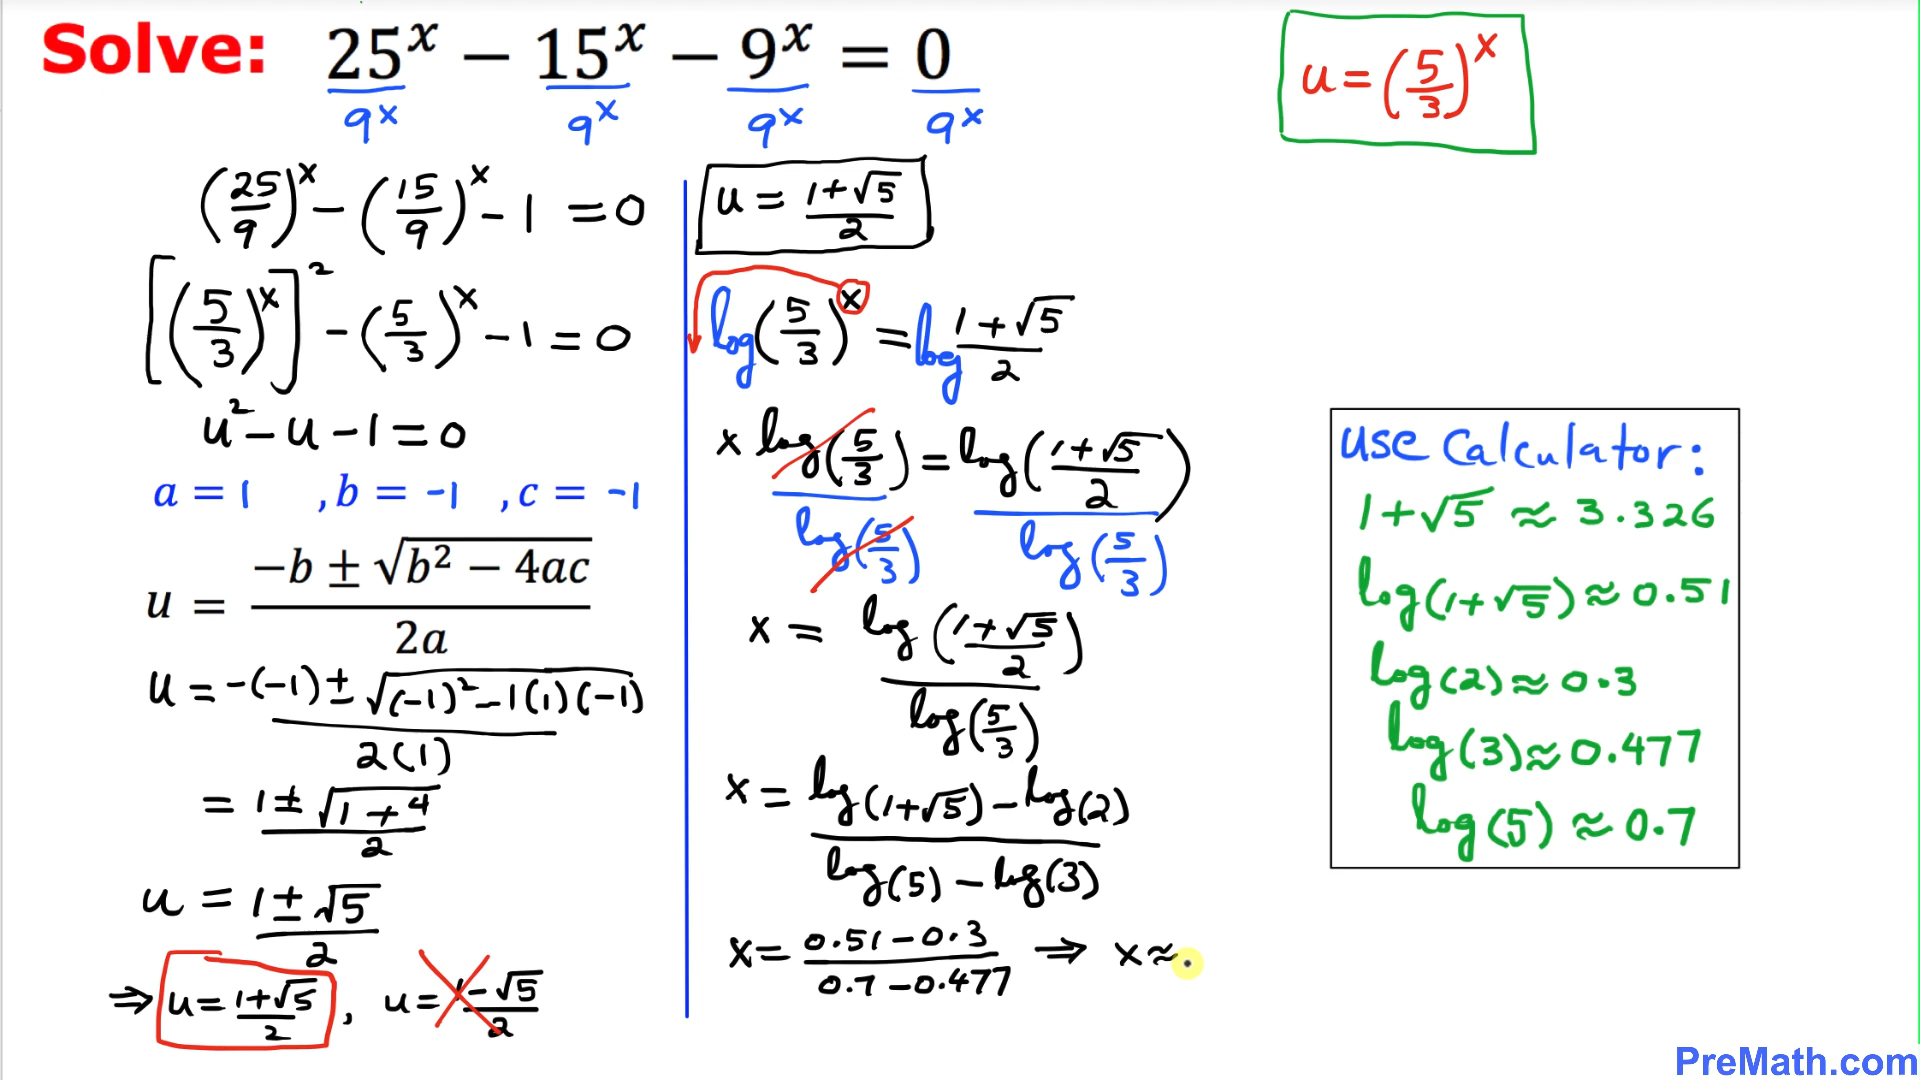 Solve: 25^x − 15^x − 9^x = 0
9^x 9^x 9^x 9^x
u = (5/3)^x
(25/9)^x − (15/9)^x − 1 = 0
[(5/3)^x]^2 − (5/3)^x − 1 = 0
u^2 − u − 1 = 0
a = 1 , b = -1 , c = -1
u = (−b ± √(b² − 4ac)) / 2a
u = (-(-1) ± √((-1)^2 − 1(1)(-1))) / 2(1)
= (1 ± √(1 + 4)) / 2
u = (1 ± √5) / 2
⇒ u = (1+√5)/2 , u = (1−√5)/2
u = (1+√5)/2
log(5/3)^x = log (1+√5)/2
x log(5/3) = log((1+√5)/2)
log(5/3) log(5/3)
x = log((1+√5)/2) / log(5/3)
x = (log(1+√5) − log(2)) / (log(5) − log(3))
x = (0.51 − 0.3) / (0.7 − 0.477) ⇒ x ≈ .
Use Calculator:
1 + √5 ≈ 3.326
log(1+√5) ≈ 0.51
log(2) ≈ 0.3
log(3) ≈ 0.477
log(5) ≈ 0.7
PreMath.com